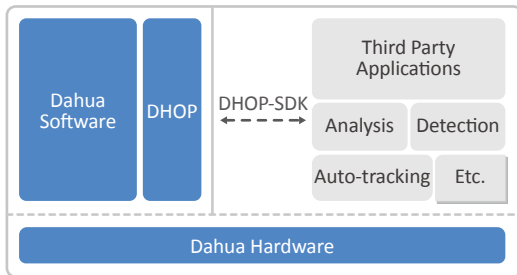 Dahua
Software
DHOP
DHOP-SDK
Third Party
Applications
Analysis
Detection
Auto-tracking
Etc.
Dahua Hardware